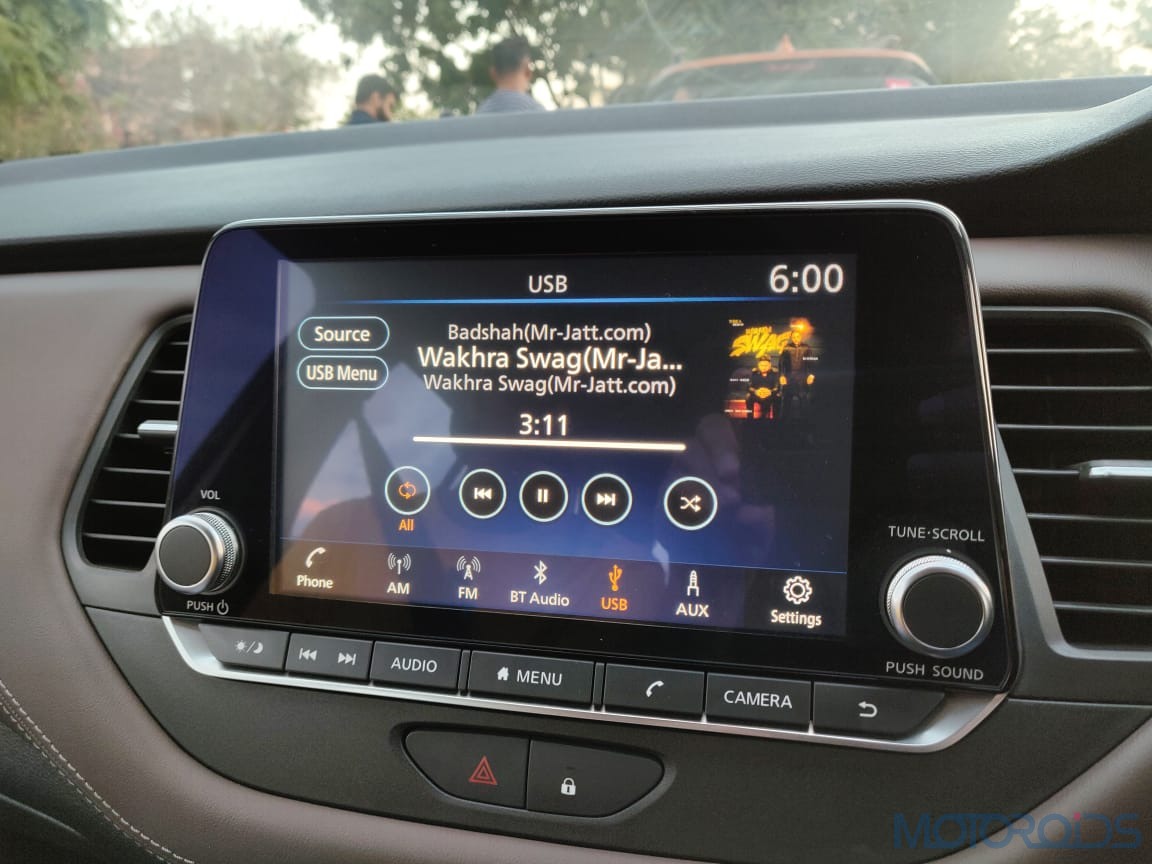 USB
6:00
Source
USB Menu
Badshah(Mr-Jatt.com)
Wakhra Swag(Mr-Ja...
Wakhra Swag(Mr-Jatt.com)
SWAG
3:11
All
Phone
AM
FM
BT Audio
USB
AUX
Settings
VOL
PUSH
TUNE·SCROLL
PUSH SOUND
AUDIO
MENU
CAMERA
MOTOROIDS